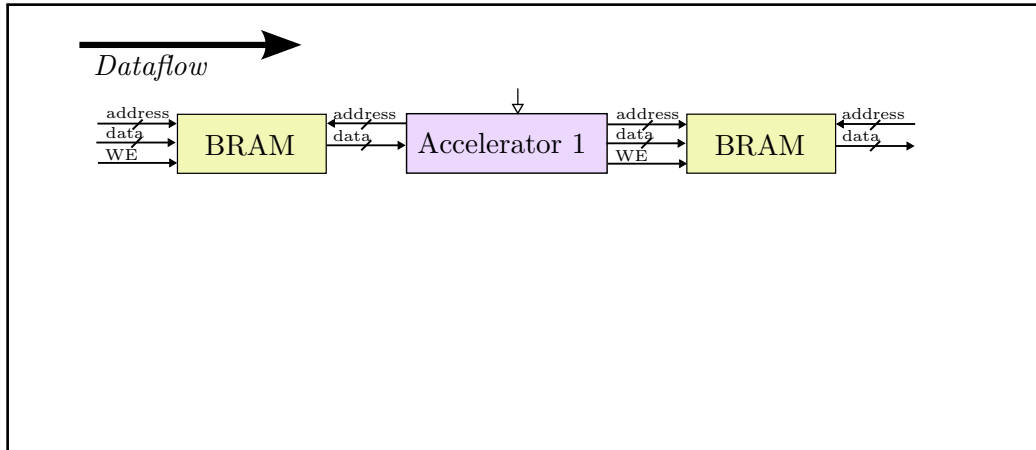 Dataflow
address address address address
data BRAM data Accelerator 1 data BRAM data
WE WE